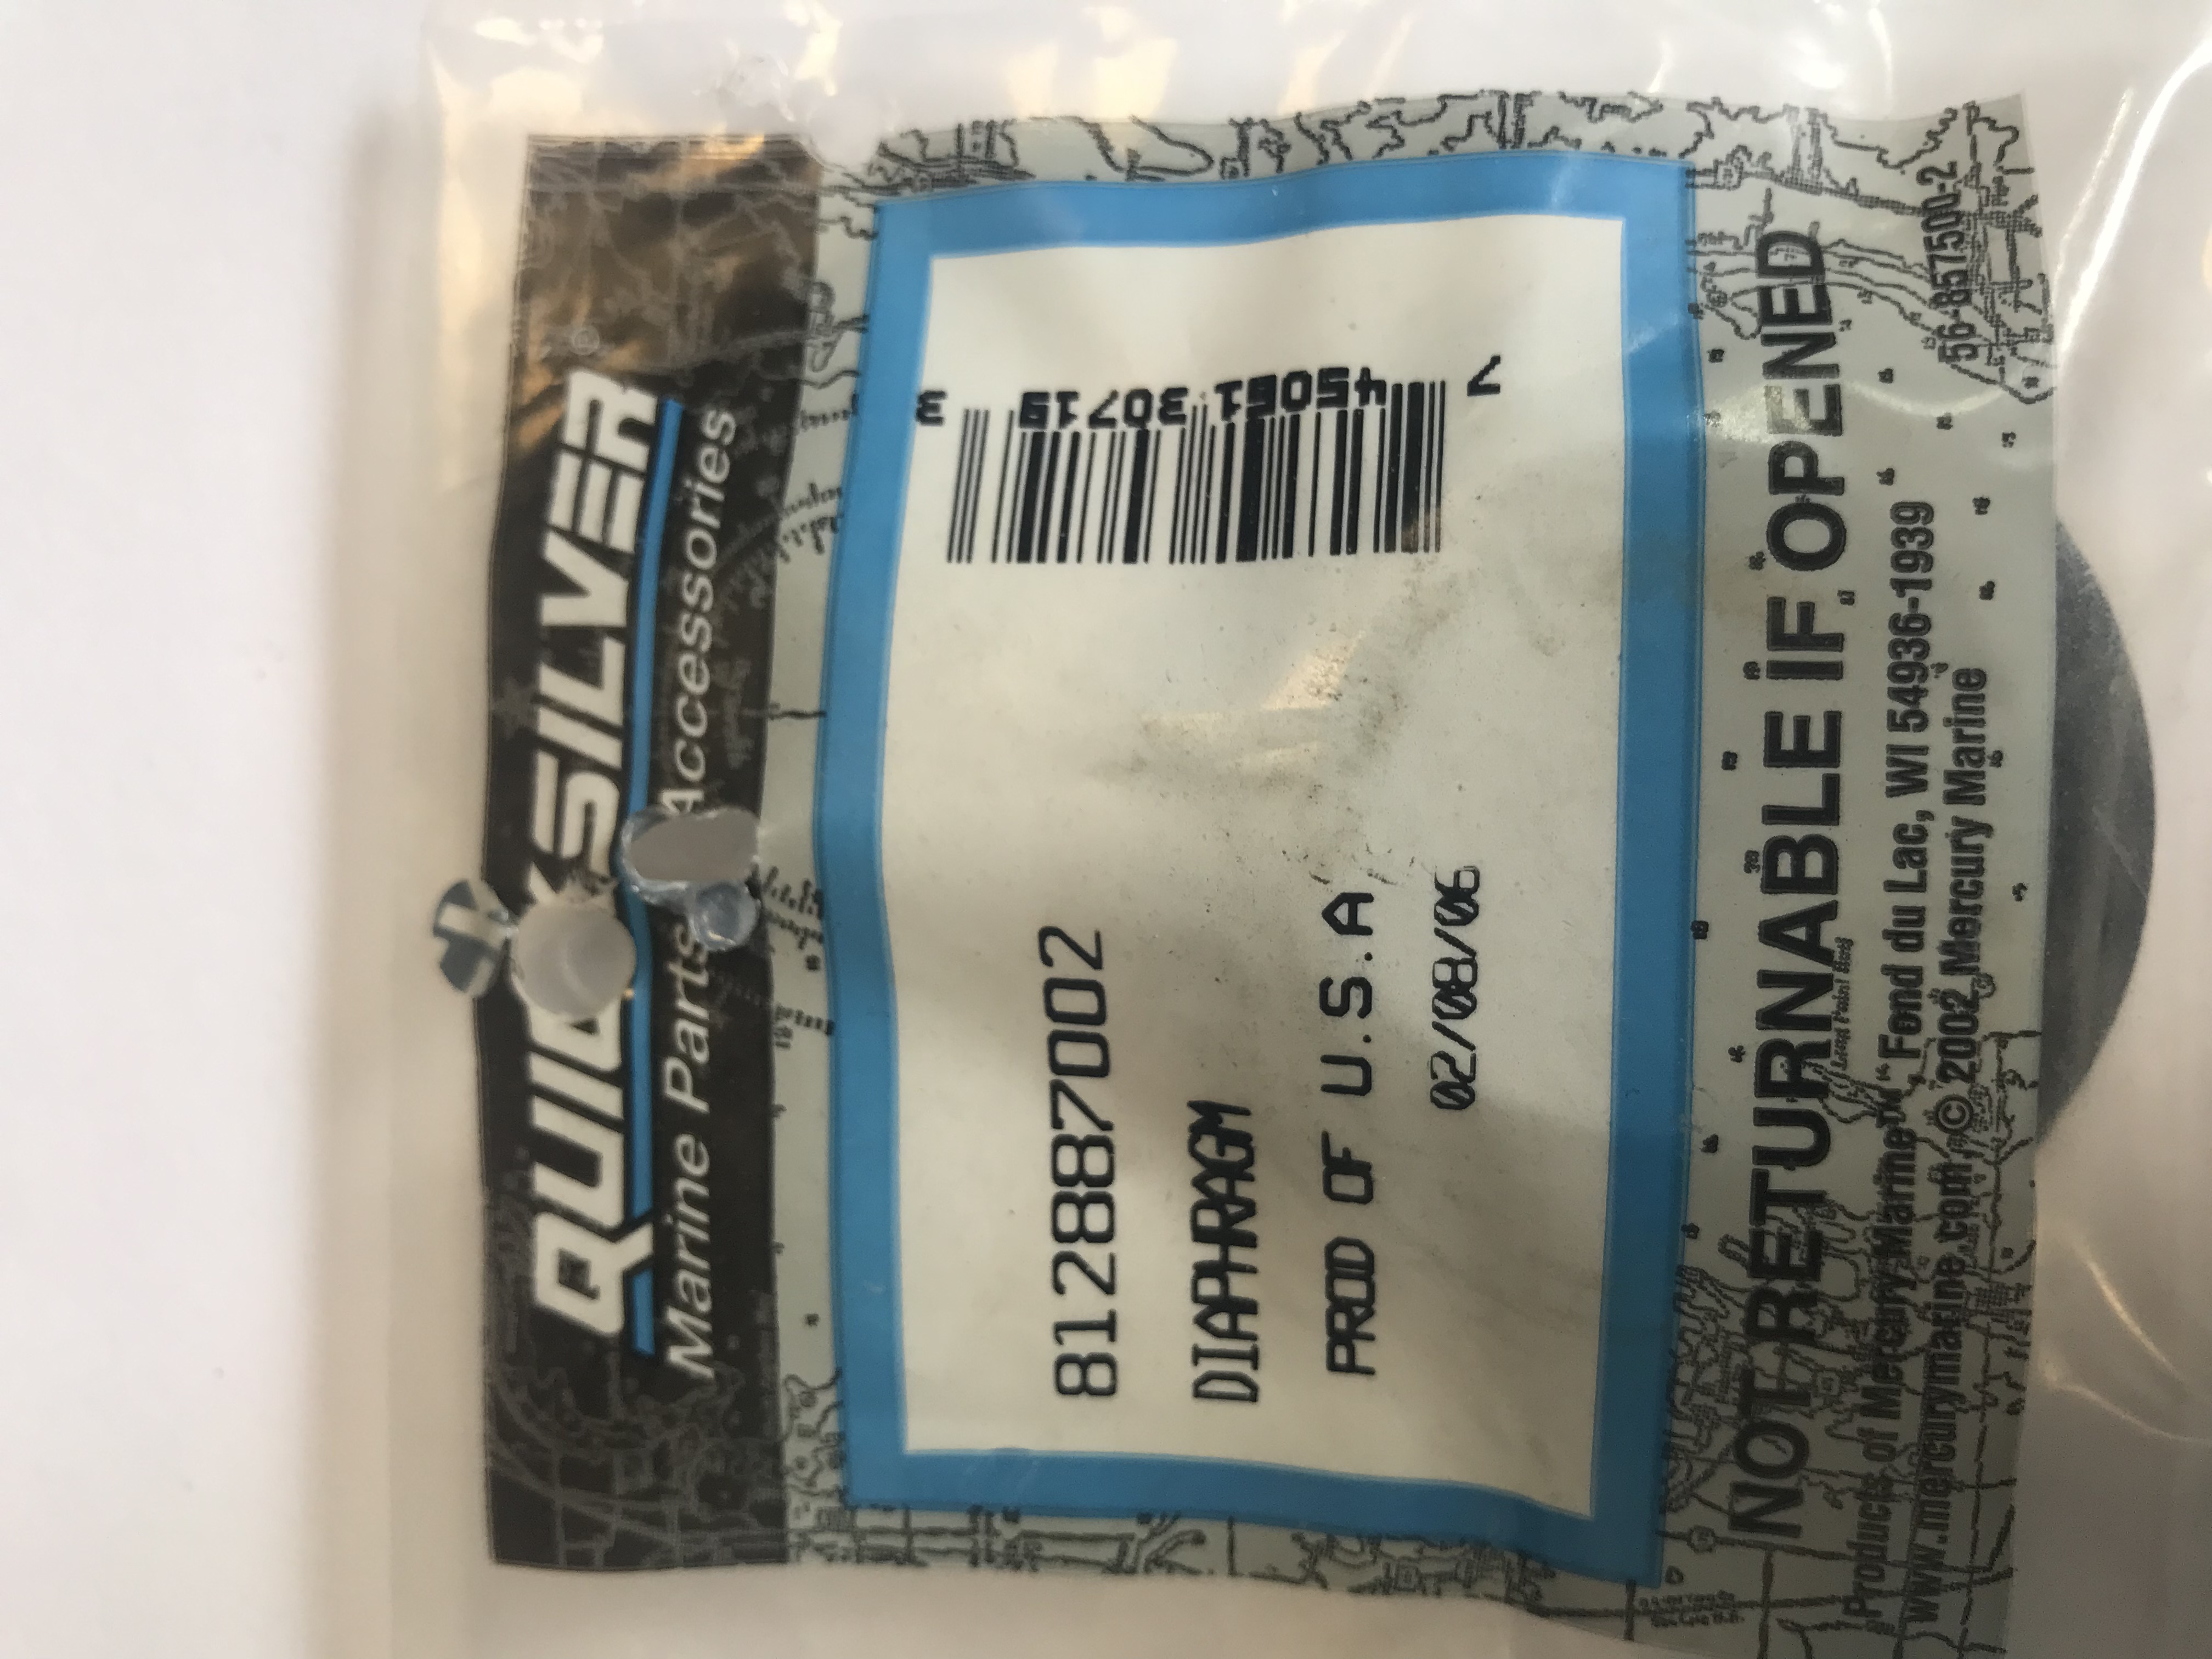 QUICKSILVER
Marine Parts Accessories
812887002
DIAPHRAGM
PROD OF U.S.A
02/08/06
7 45061 30719 3
NOT RETURNABLE IF OPENED
Products of Mercury Marine™, Fond du Lac, WI 54936-1939
www.mercurymarine.com © 2002 Mercury Marine
56-857500-2